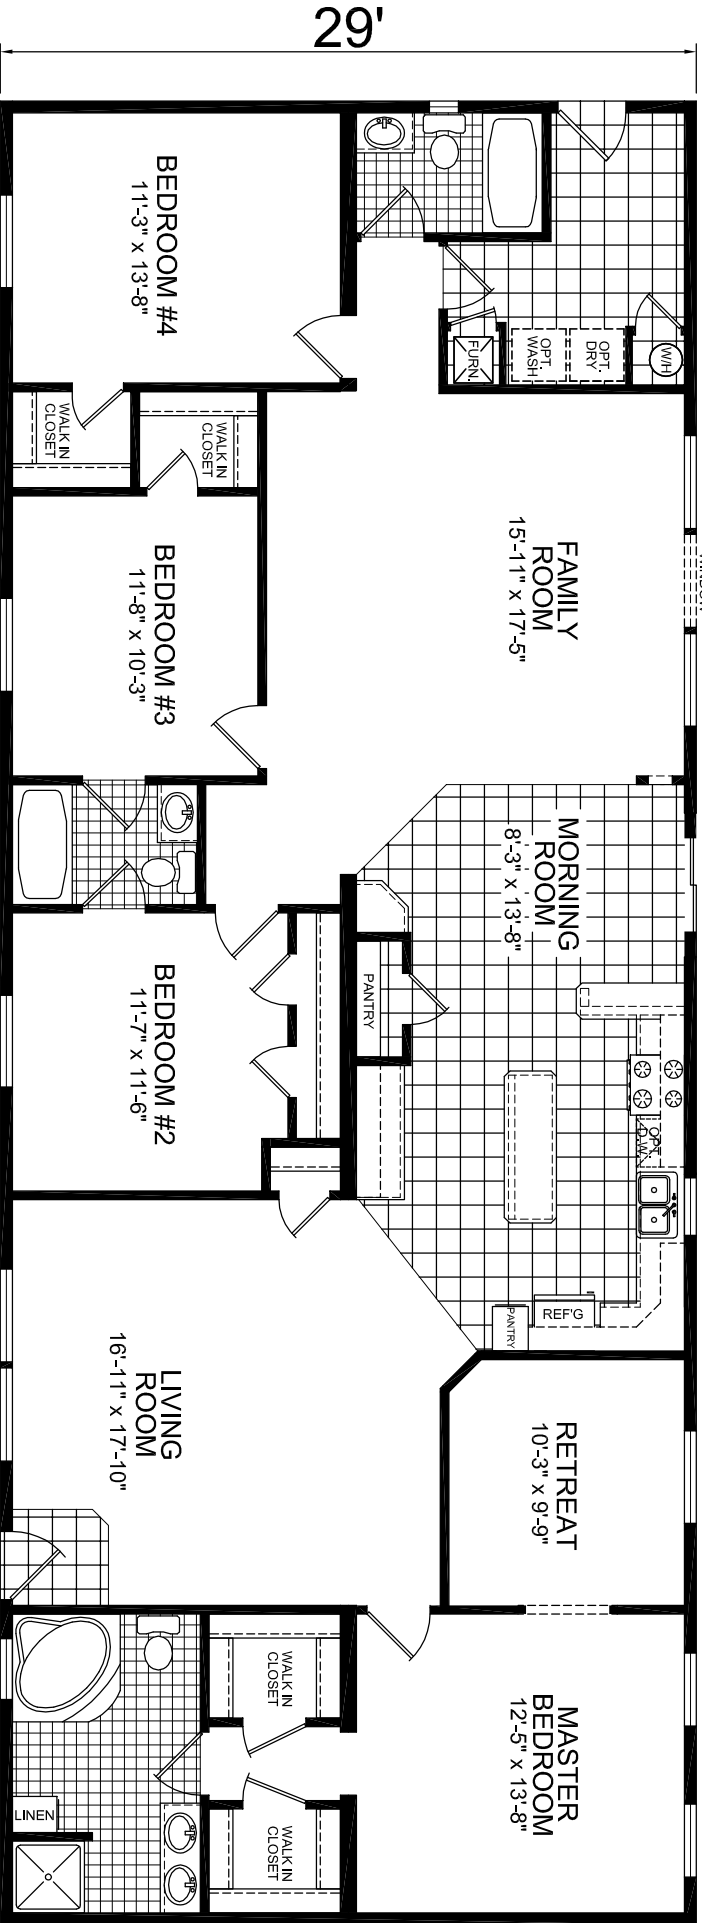 29'
BEDROOM #4
11'-3" x 13'-8"
W/H
OPT.
DRY
OPT.
WASH
FURN.
WALK IN
CLOSET
WALK IN
CLOSET
FAMILY
ROOM
15'-11" x 17'-5"
BEDROOM #3
11'-8" x 10'-3"
MORNING
ROOM
8'-3" x 13'-8"
PANTRY
BEDROOM #2
11'-7" x 11'-6"
OPT.
D.W.
REF'G
PANTRY
LIVING
ROOM
16'-11" x 17'-10"
RETREAT
10'-3" x 9'-9"
WALK IN
CLOSET
MASTER
BEDROOM
12'-5" x 13'-8"
LINEN
WALK IN
CLOSET